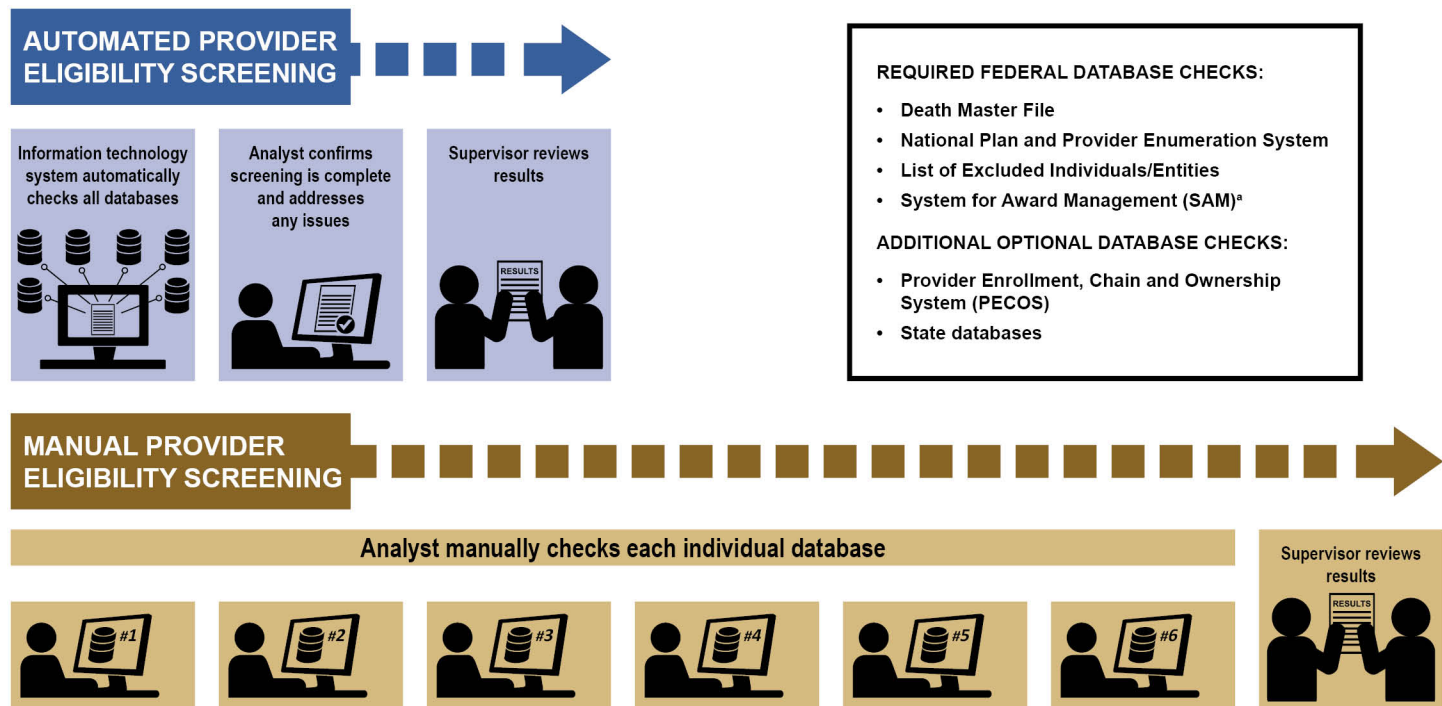 AUTOMATED PROVIDER
ELIGIBILITY SCREENING
Information technology
system automatically
checks all databases
Analyst confirms
screening is complete
and addresses
any issues
Supervisor reviews
results
RESULTS
REQUIRED FEDERAL DATABASE CHECKS:
• Death Master File
• National Plan and Provider Enumeration System
• List of Excluded Individuals/Entities
• System for Award Management (SAM)ᵃ
ADDITIONAL OPTIONAL DATABASE CHECKS:
• Provider Enrollment, Chain and Ownership
System (PECOS)
• State databases
MANUAL PROVIDER
ELIGIBILITY SCREENING
Analyst manually checks each individual database
#1
#2
#3
#4
#5
#6
Supervisor reviews
results
RESULTS